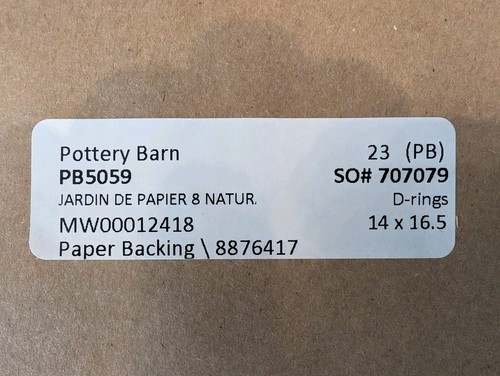 Pottery Barn 23 (PB)
PB5059 SO# 707079
JARDIN DE PAPIER 8 NATUR. D-rings
MW00012418 14 x 16.5
Paper Backing \ 8876417